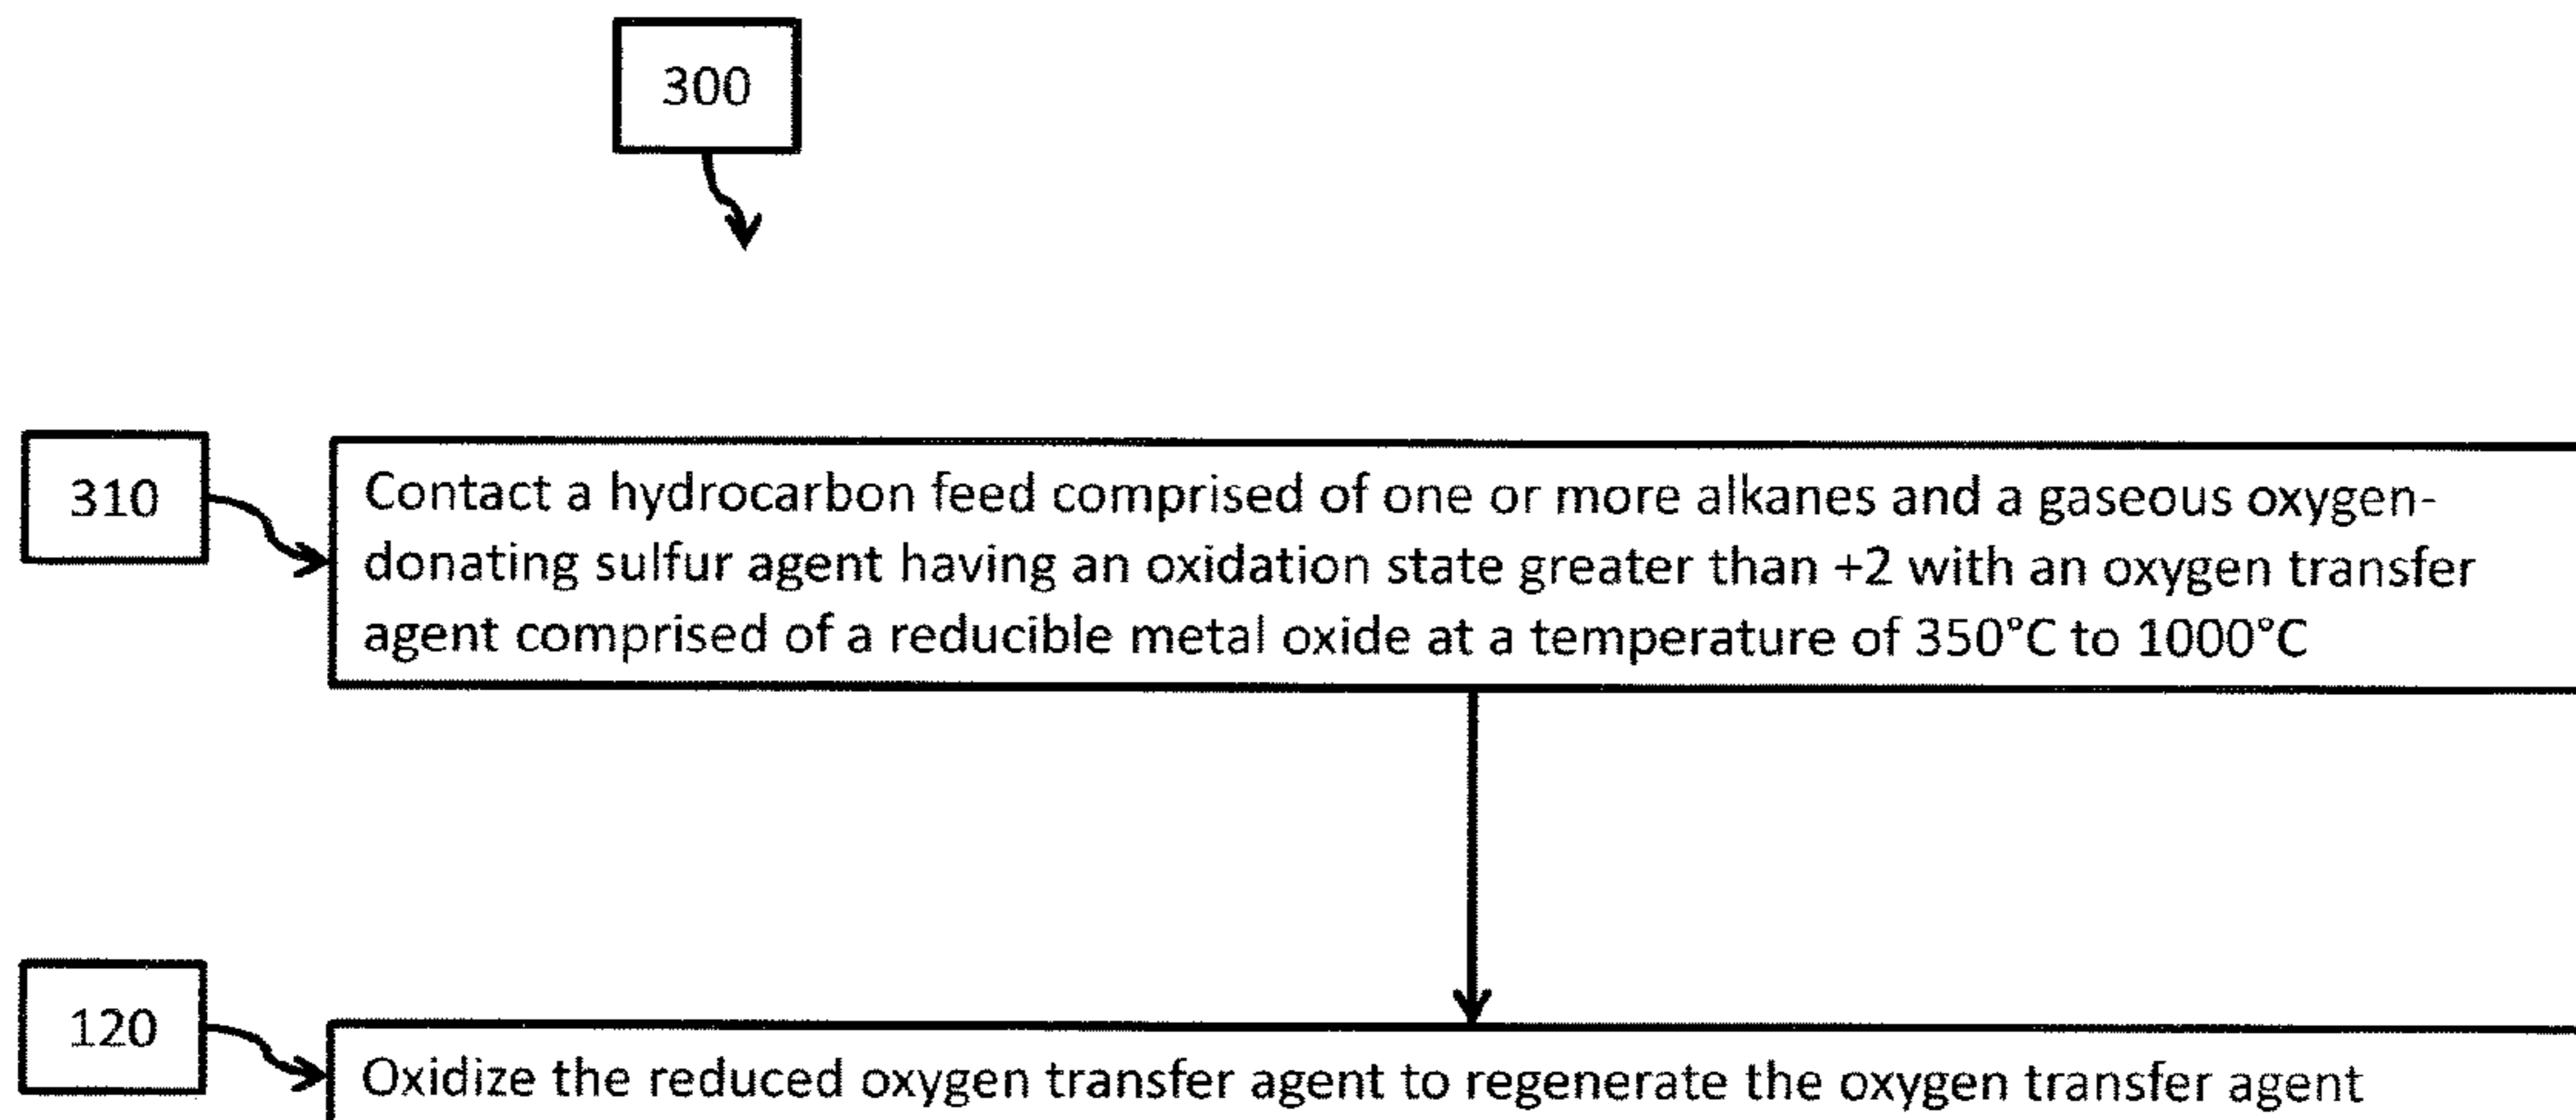 300
310
Contact a hydrocarbon feed comprised of one or more alkanes and a gaseous oxygen-
donating sulfur agent having an oxidation state greater than +2 with an oxygen transfer
agent comprised of a reducible metal oxide at a temperature of 350°C to 1000°C
120
Oxidize the reduced oxygen transfer agent to regenerate the oxygen transfer agent